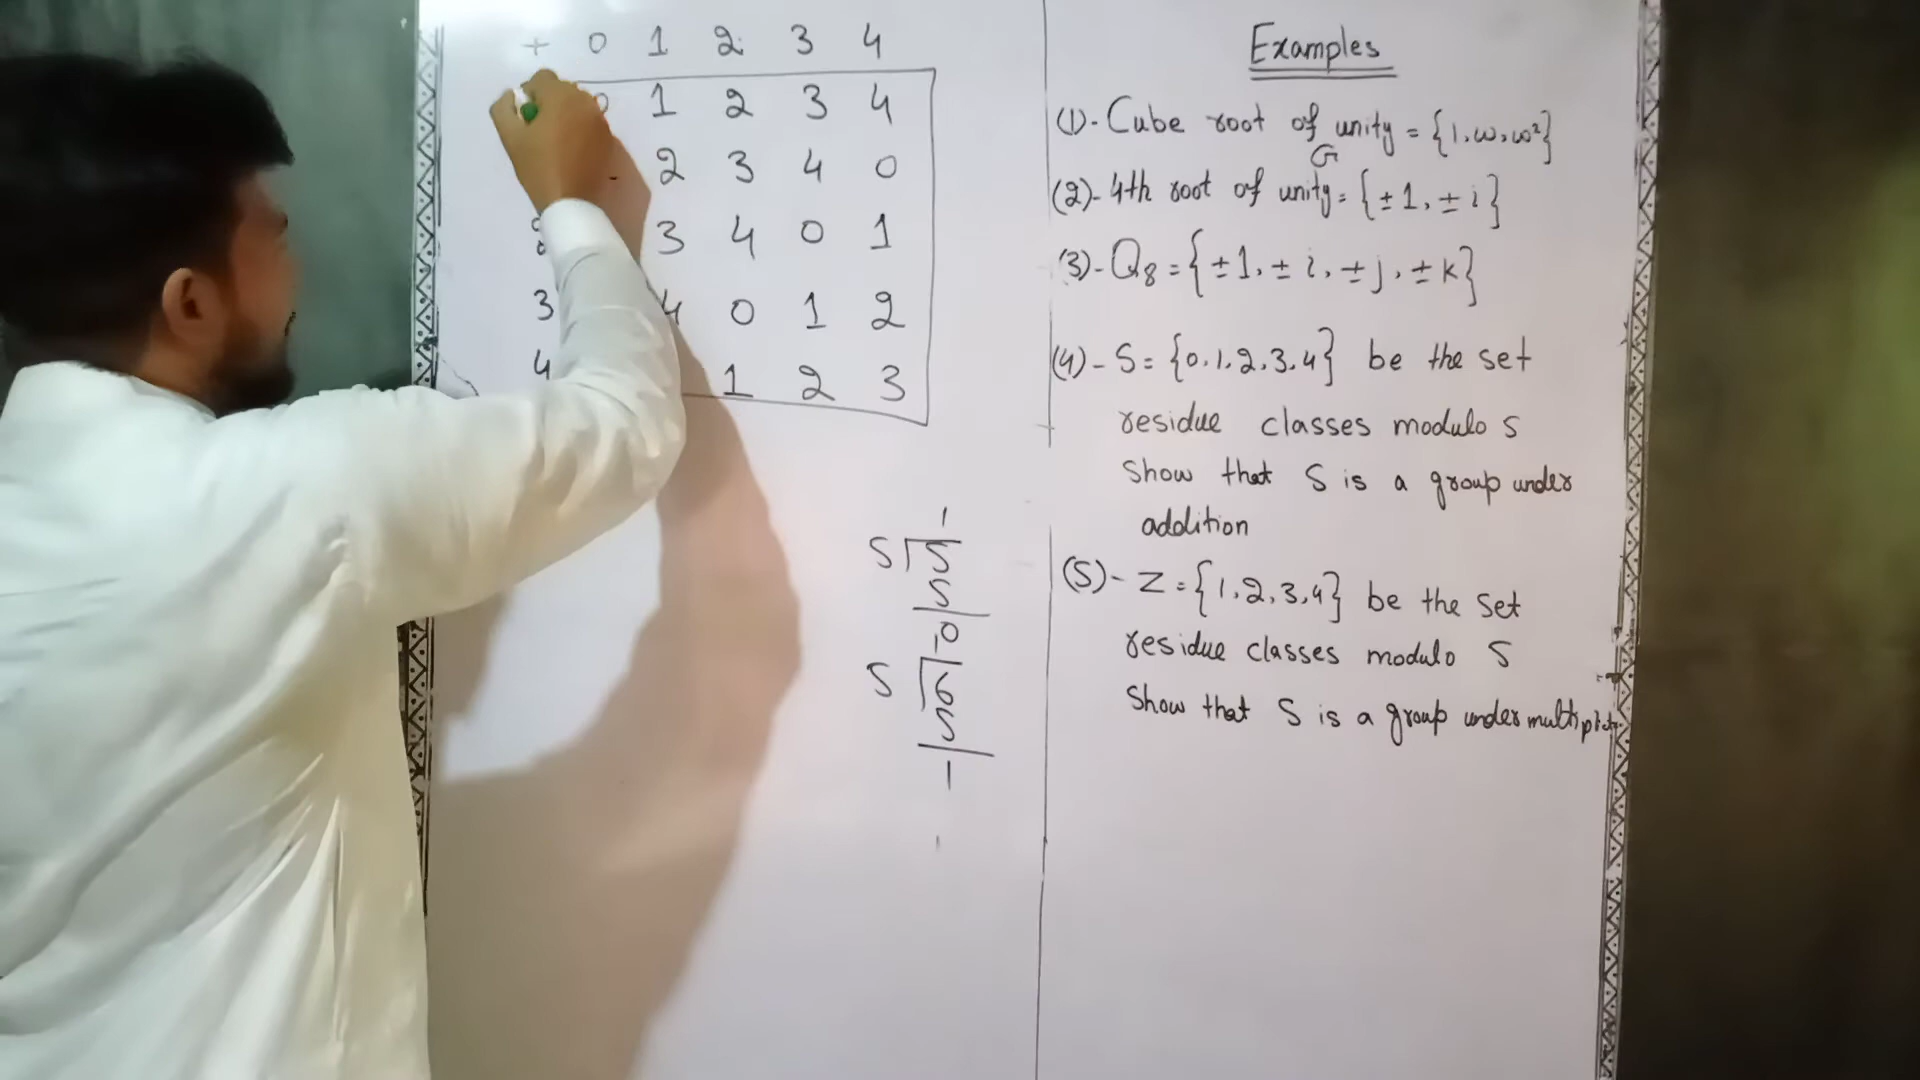 + 0 1 2 3 4
0 1 2 3 4
2 3 4 0
2 3 4 0 1
3 4 0 1 2
4 1 2 3
1
5 5
5
0
1
5 6
5
1
Examples
(1)- Cube root of unity = {1, ω, ω²}
G
(2)- 4th root of unity = {±1, ±i}
(3)- Q8 = {±1, ±i, ±j, ±k}
(4)- S = {0,1,2,3,4} be the set
residue classes modulo 5
Show that S is a group under
addition
(5)- Z = {1,2,3,4} be the set
residue classes modulo 5
Show that S is a group under